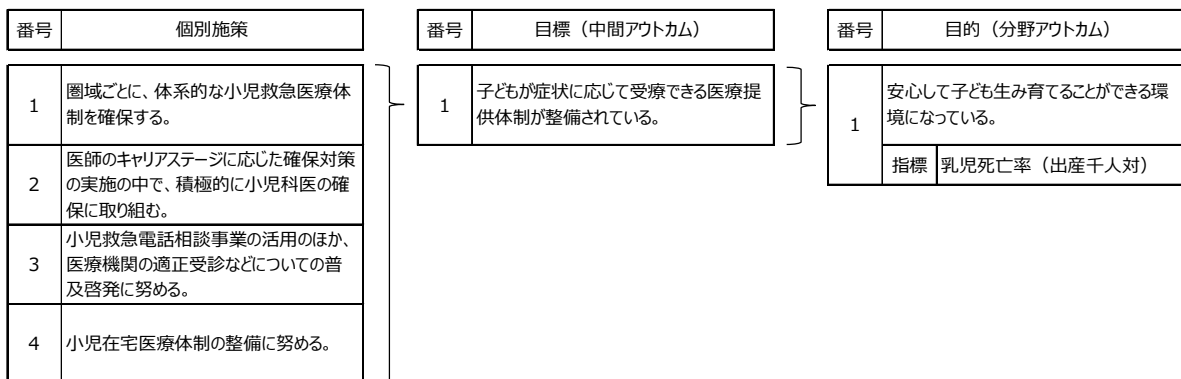 番号 個別施策
1 圏域ごとに、体系的な小児救急医療体
制を確保する。
2 医師のキャリアステージに応じた確保対策
の実施の中で、積極的に小児科医の確
保に取り組む。
3 小児救急電話相談事業の活用のほか、
医療機関の適正受診などについての普
及啓発に努める。
4 小児在宅医療体制の整備に努める。
番号 目標（中間アウトカム）
1 子どもが症状に応じて受療できる医療提
供体制が整備されている。
番号 目的（分野アウトカム）
1 安心して子ども生み育てることができる環
境になっている。
指標 乳児死亡率（出産千人対）